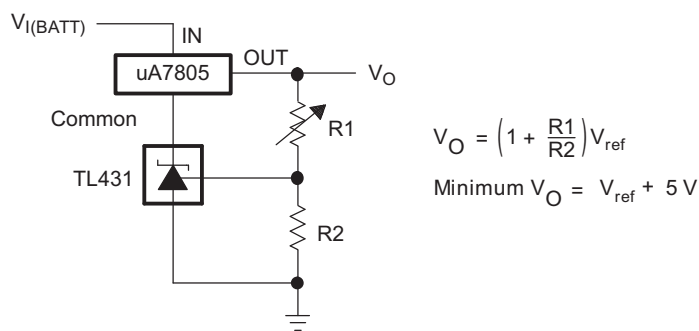 V_I(BATT)
IN
OUT
uA7805
V_O
Common
R1
TL431
R2
V_O = (1 + R1/R2) V_ref
Minimum V_O = V_ref + 5 V